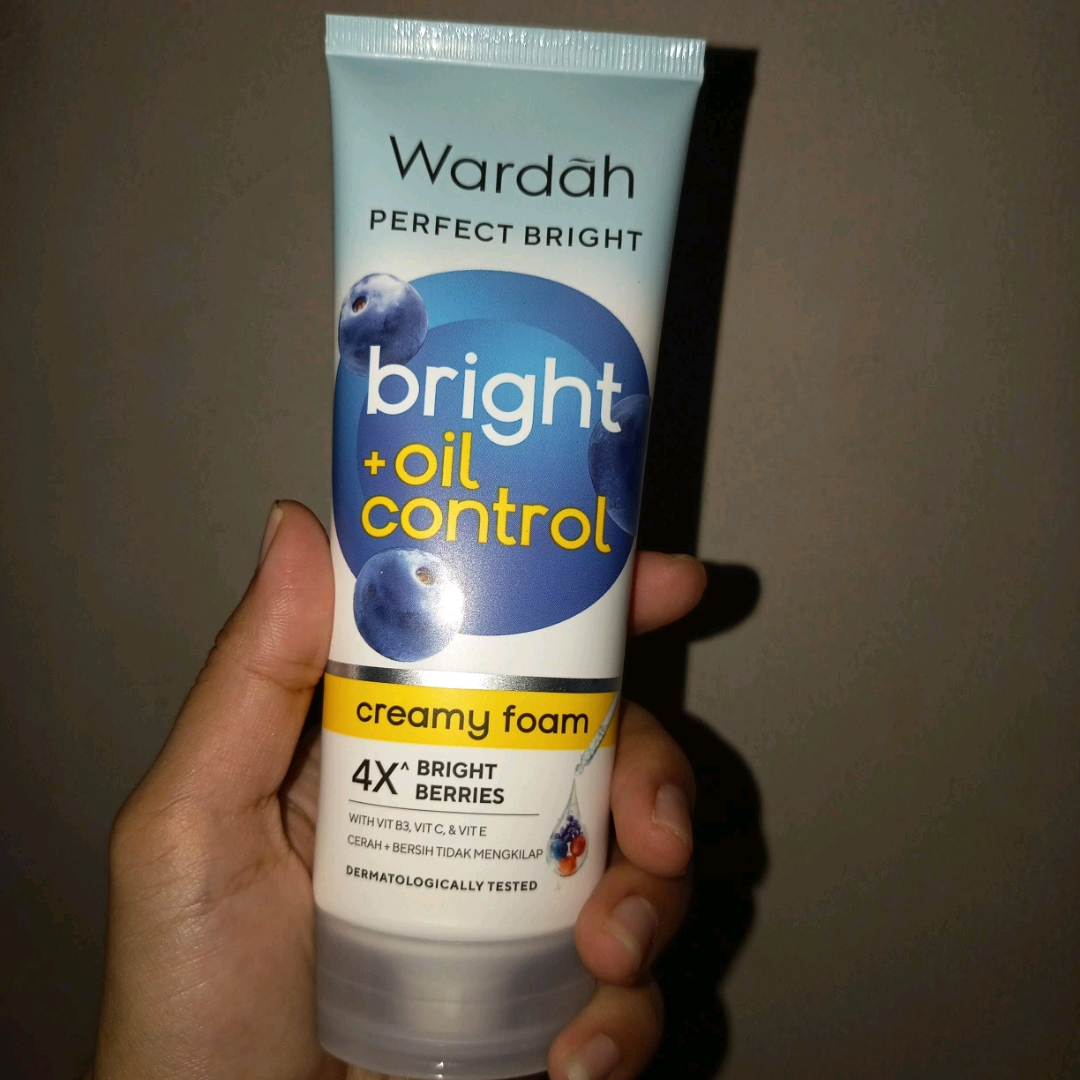 Wardãh
PERFECT BRIGHT
bright
+oil
control
creamy foam
4X^ BRIGHT
BERRIES
WITH VIT B3, VIT C, & VIT E
CERAH + BERSIH TIDAK MENGKILAP
DERMATOLOGICALLY TESTED